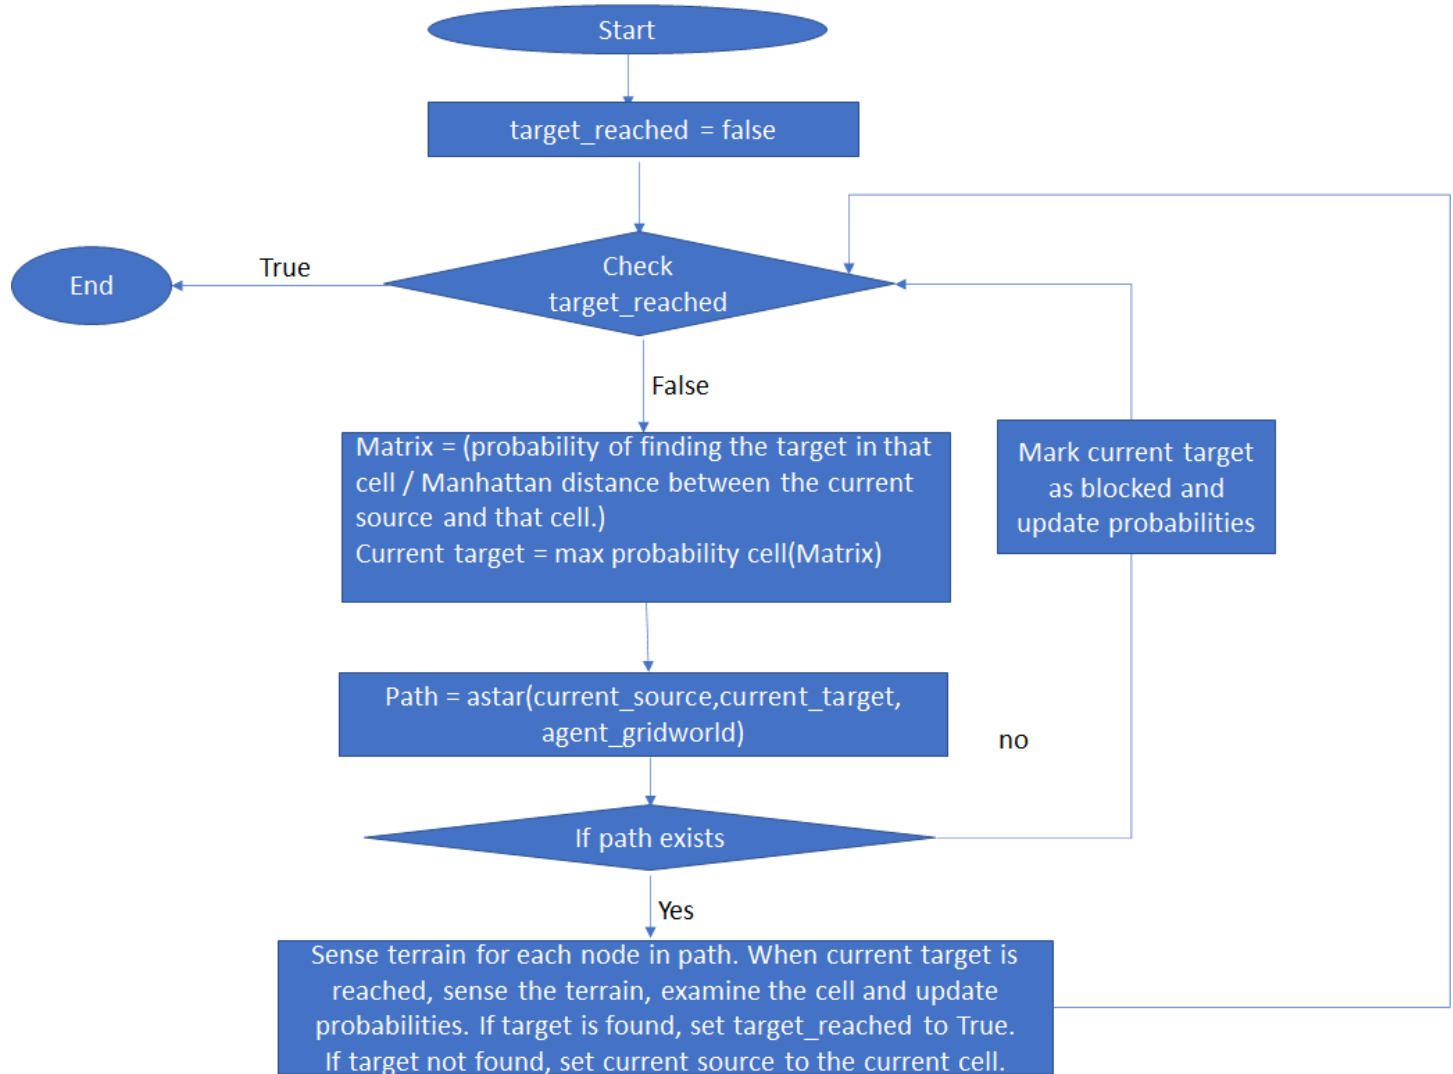 Start
target_reached = false
Check
target_reached
True
End
False
Matrix = (probability of finding the target in that
cell / Manhattan distance between the current
source and that cell.)
Current target = max probability cell(Matrix)
Mark current target
as blocked and
update probabilities
Path = astar(current_source,current_target,
agent_gridworld)
no
If path exists
Yes
Sense terrain for each node in path. When current target is
reached, sense the terrain, examine the cell and update
probabilities. If target is found, set target_reached to True.
If target not found, set current source to the current cell.